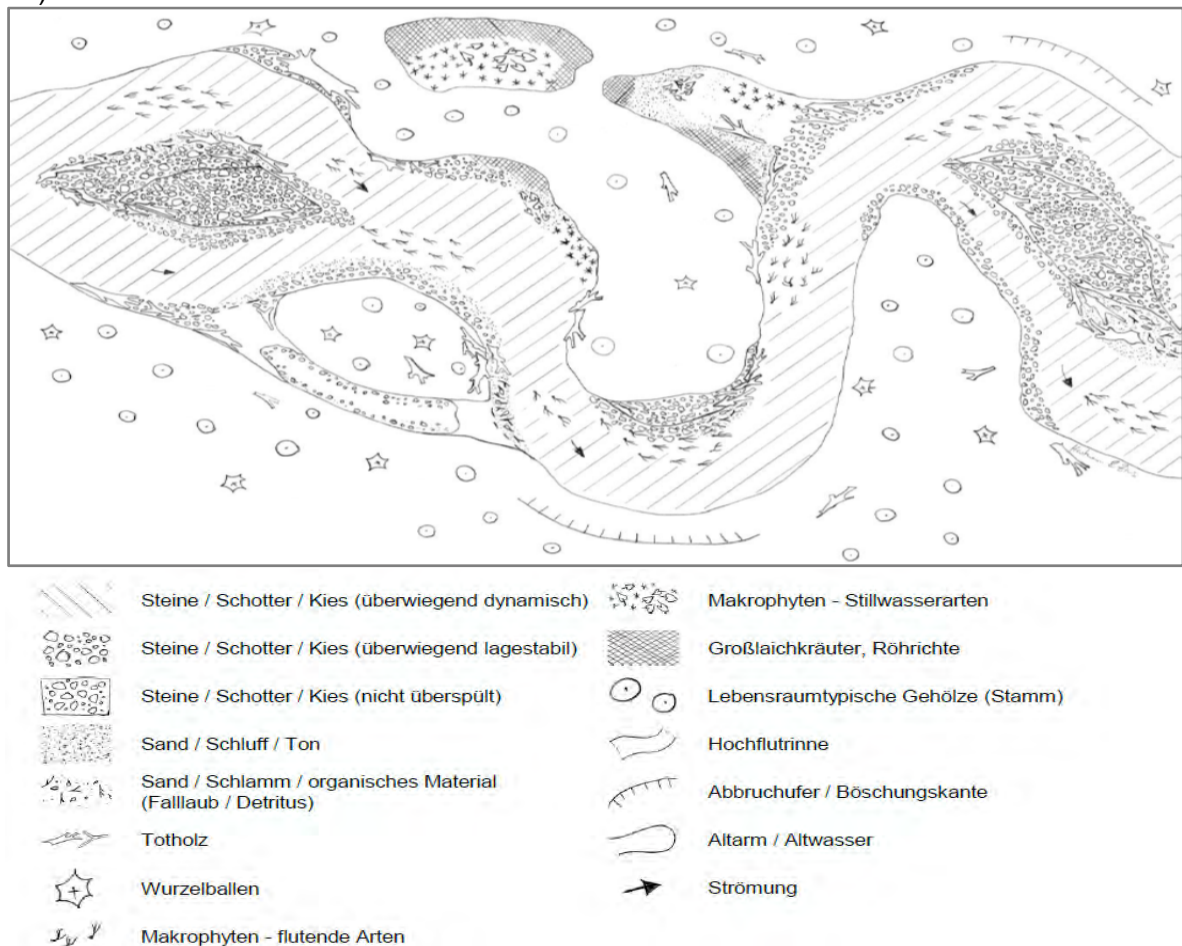 Steine / Schotter / Kies (überwiegend dynamisch)
Steine / Schotter / Kies (überwiegend lagestabil)
Steine / Schotter / Kies (nicht überspült)
Sand / Schluff / Ton
Sand / Schlamm / organisches Material
(Falllaub / Detritus)
Totholz
Wurzelballen
Makrophyten - flutende Arten
Makrophyten - Stillwasserarten
Großlaichkräuter, Röhrichte
Lebensraumtypische Gehölze (Stamm)
Hochflutrinne
Abbruchufer / Böschungskante
Altarm / Altwasser
Strömung